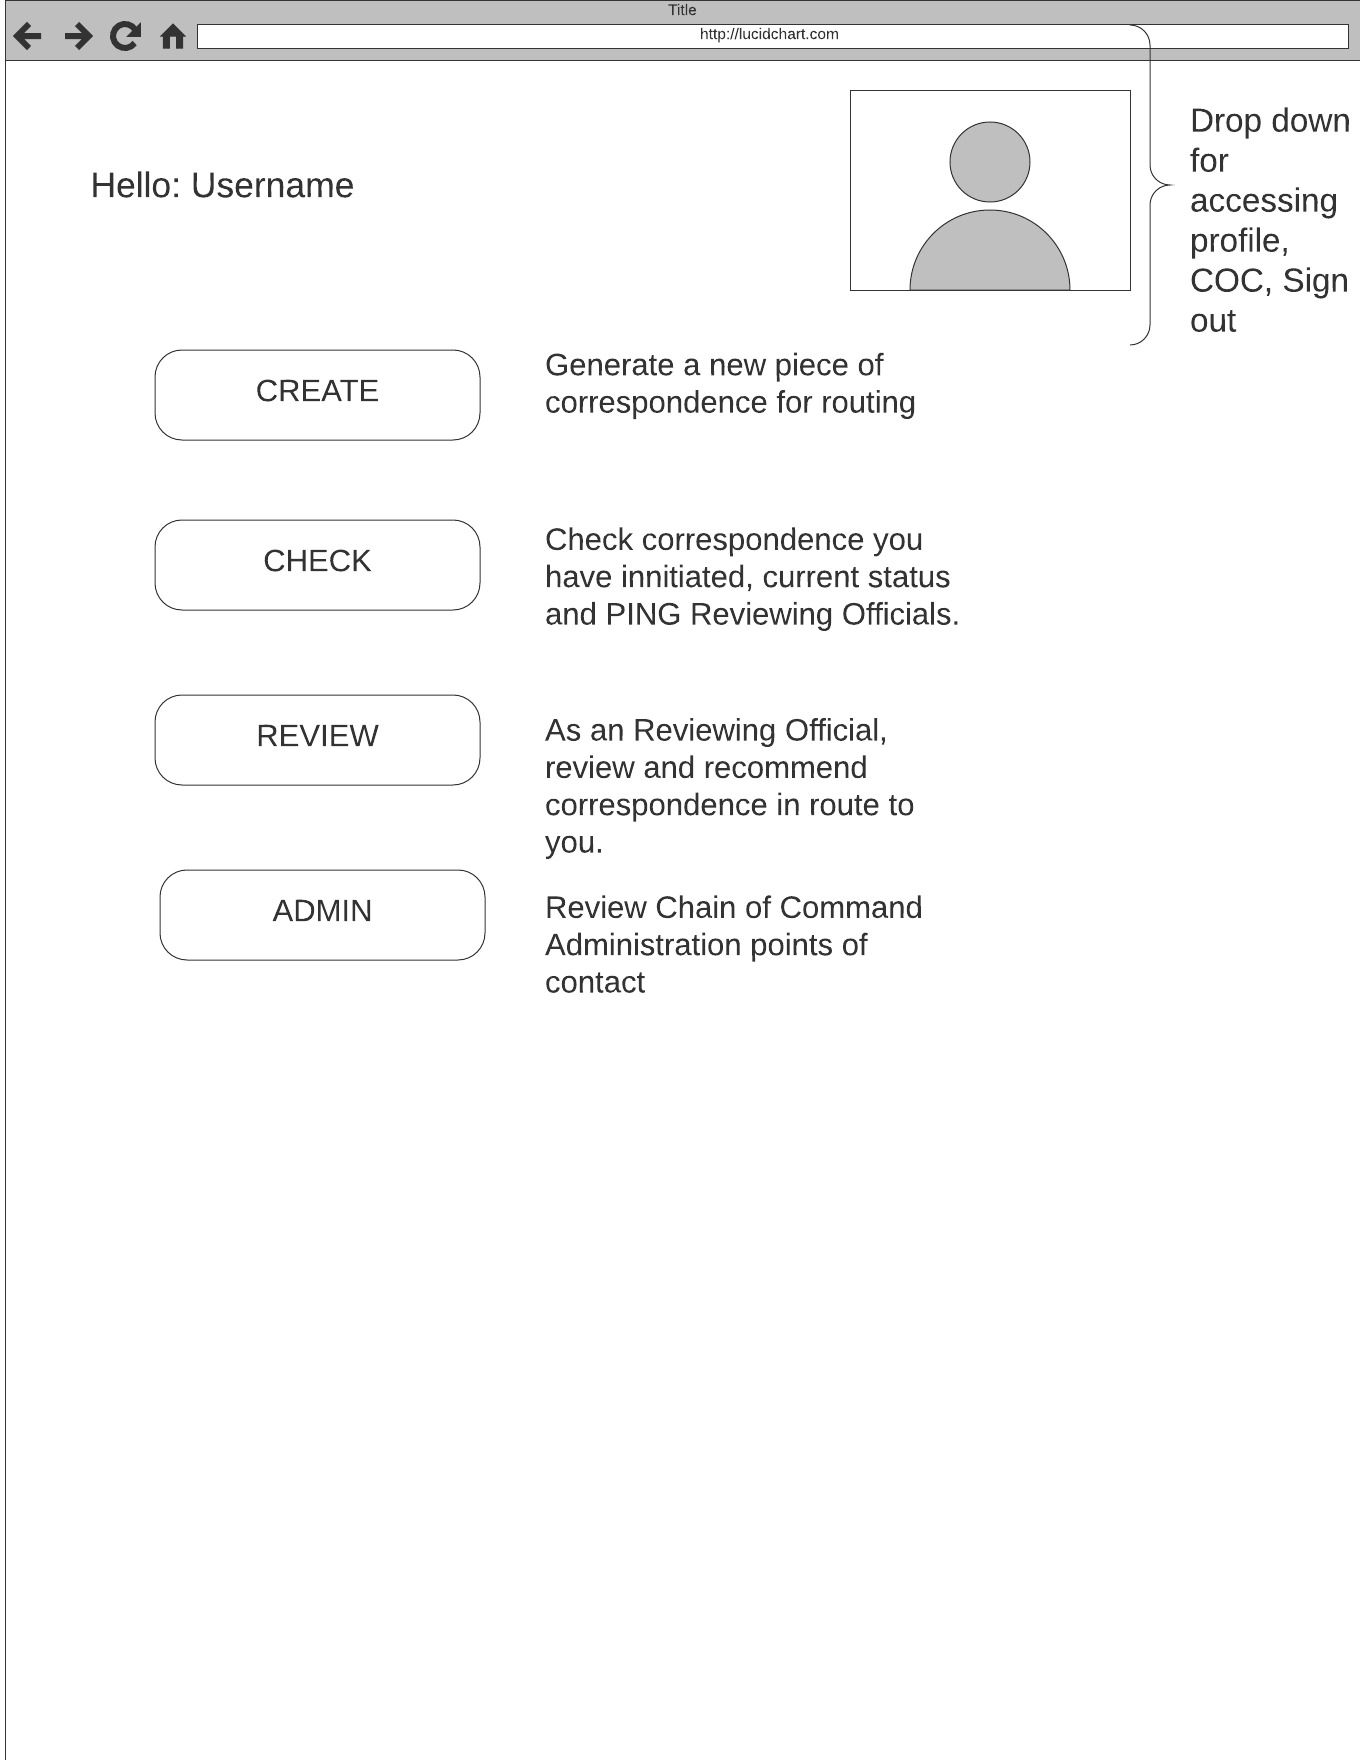 Title
http://lucidchart.com
Hello: Username
Drop down
for
accessing
profile,
COC, Sign
out
CREATE
Generate a new piece of
correspondence for routing
CHECK
Check correspondence you
have innitiated, current status
and PING Reviewing Officials.
REVIEW
As an Reviewing Official,
review and recommend
correspondence in route to
you.
ADMIN
Review Chain of Command
Administration points of
contact